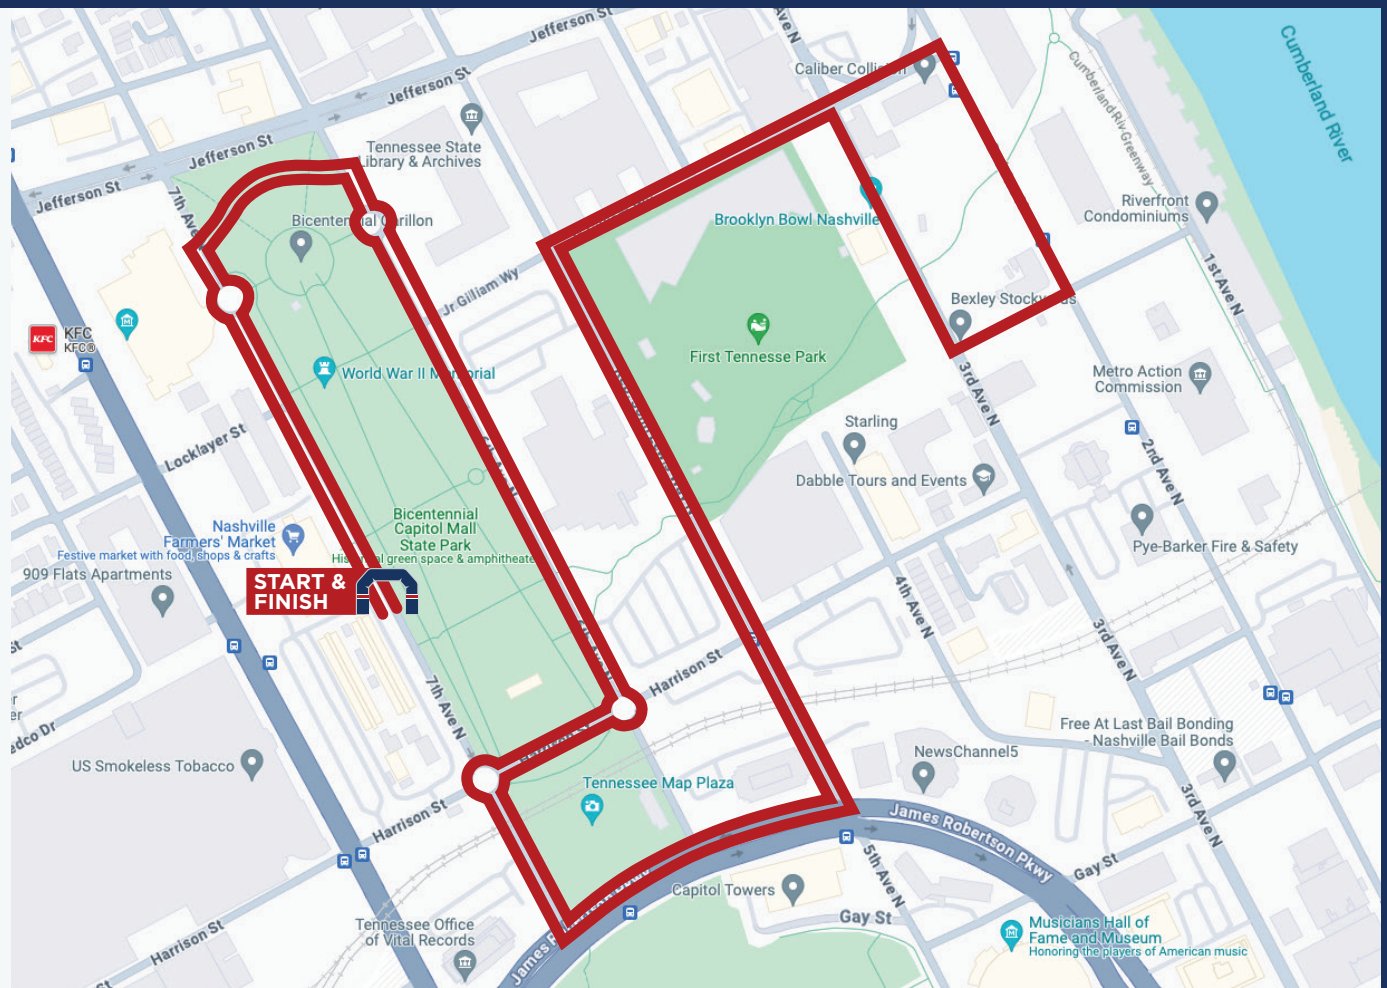 Jefferson St
Ave N
Cumberland River
Caliber Collision
Jefferson St
Cumberland Riv Greenway
Tennessee State
Library & Archives
Jefferson St
Jefferson St
7th Ave
Bicentennial Carillon
Brooklyn Bowl Nashville
Riverfront
Condominiums
1st Ave N
Jr Gilliam Wy
Bexley Stockyards
KFC
KFC
KFC®
World War II Memorial
First Tennesse Park
3rd Ave N
Metro Action
Commission
Locklayer St
Starling
2nd Ave N
Dabble Tours and Events
Nashville
Farmers' Market
Festive market with food, shops & crafts
Bicentennial
Capitol Mall
State Park
Historical green space & amphitheater
Pye-Barker Fire & Safety
909 Flats Apartments
START &
FINISH
4th Ave N
3rd Ave N
Harrison St
7th Ave N
edco Dr
US Smokeless Tobacco
Free At Last Bail Bonding
- Nashville Bail Bonds
NewsChannel5
Tennessee Map Plaza
3rd Ave N
Harrison St
James Robertson Pkwy
5th Ave N
Gay St
Capitol Towers
Gay St
Tennessee Office
of Vital Records
Harrison St
Musicians Hall of
Fame and Museum
Honoring the players of American music